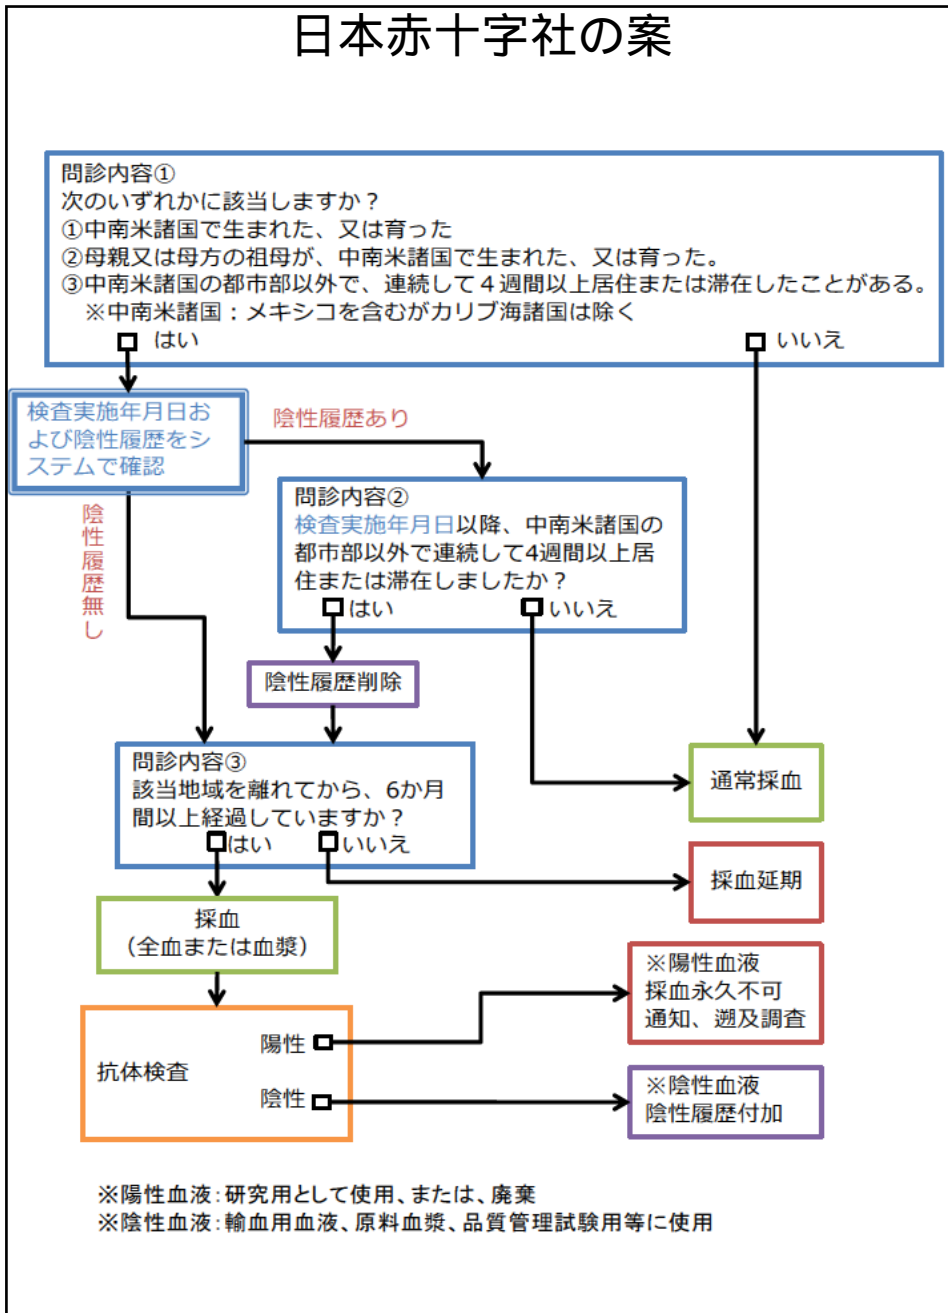 日本赤十字社の案
問診内容①
次のいずれかに該当しますか？
①中南米諸国で生まれた、又は育った
②母親又は母方の祖母が、中南米諸国で生まれた、又は育った。
③中南米諸国の都市部以外で、連続して４週間以上居住または滞在したことがある。
※中南米諸国：メキシコを含むがカリブ海諸国は除く
はい
いいえ
検査実施年月日お
よび陰性履歴をシ
ステムで確認
陰性履歴あり
陰性履歴無し
問診内容②
検査実施年月日以降、中南米諸国の
都市部以外で連続して4週間以上居
住または滞在しましたか？
はい
いいえ
陰性履歴削除
問診内容③
該当地域を離れてから、6か月
間以上経過していますか？
はい
いいえ
通常採血
採血延期
採血
（全血または血漿）
抗体検査
陽性
陰性
※陽性血液
採血永久不可
通知、遡及調査
※陰性血液
陰性履歴付加
※陽性血液：研究用として使用、または、廃棄
※陰性血液：輸血用血液、原料血漿、品質管理試験用等に使用